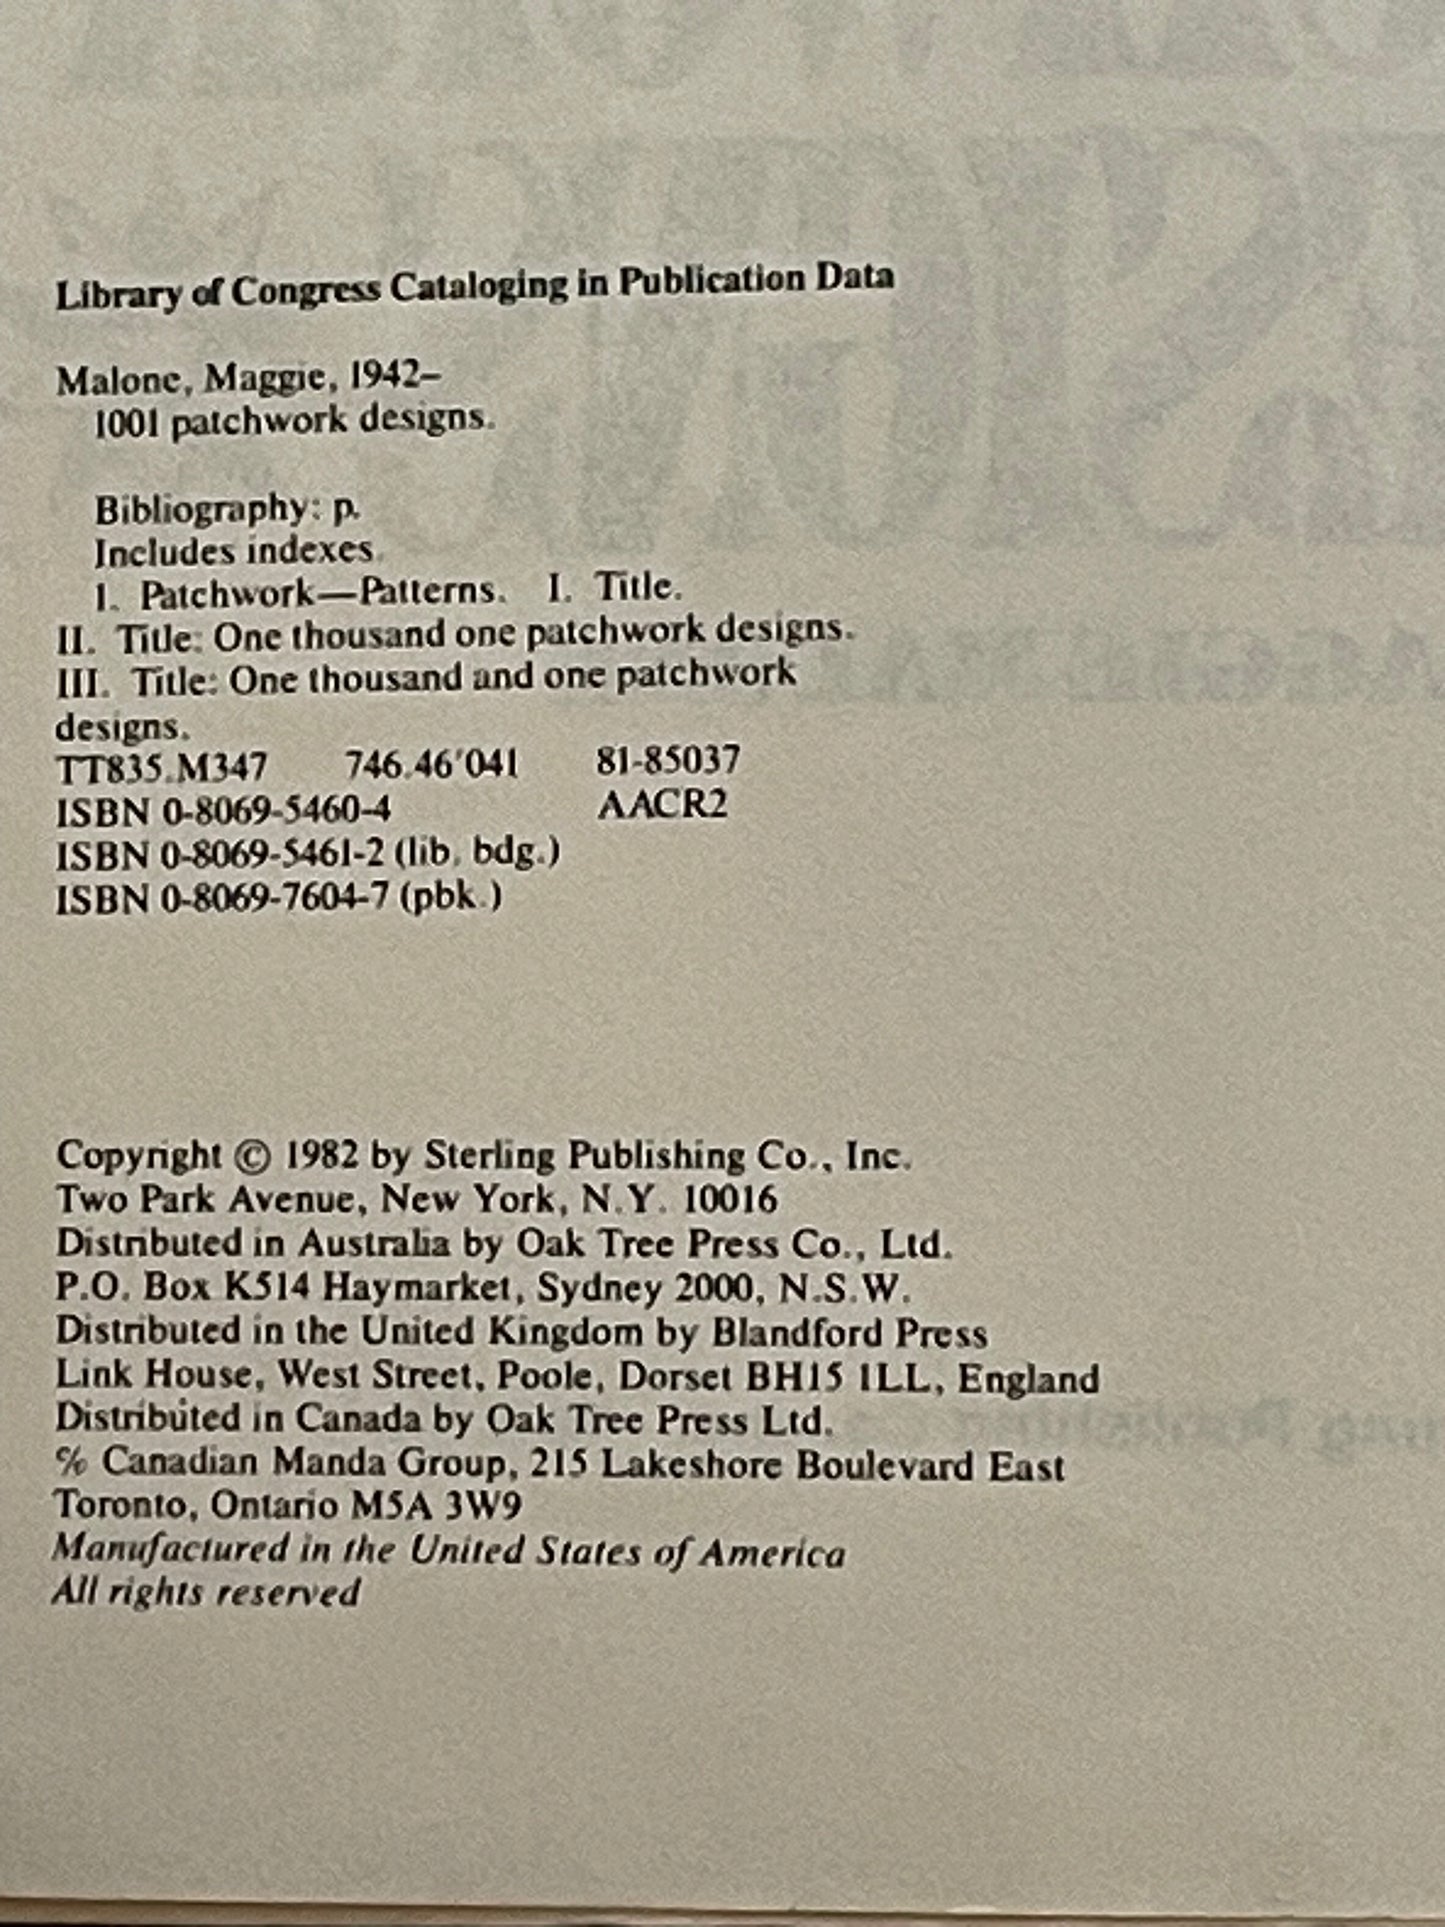 Library of Congress Cataloging in Publication Data
Malone, Maggie, 1942–
1001 patchwork designs.
Bibliography: p.
Includes indexes.
1. Patchwork—Patterns. I. Title.
II. Title: One thousand one patchwork designs.
III. Title: One thousand and one patchwork
designs.
TT835.M347 746.46'041 81-85037
ISBN 0-8069-5460-4 AACR2
ISBN 0-8069-5461-2 (lib. bdg.)
ISBN 0-8069-7604-7 (pbk.)
Copyright © 1982 by Sterling Publishing Co., Inc.
Two Park Avenue, New York, N.Y. 10016
Distributed in Australia by Oak Tree Press Co., Ltd.
P.O. Box K514 Haymarket, Sydney 2000, N.S.W.
Distributed in the United Kingdom by Blandford Press
Link House, West Street, Poole, Dorset BH15 1LL, England
Distributed in Canada by Oak Tree Press Ltd.
℅ Canadian Manda Group, 215 Lakeshore Boulevard East
Toronto, Ontario M5A 3W9
Manufactured in the United States of America
All rights reserved